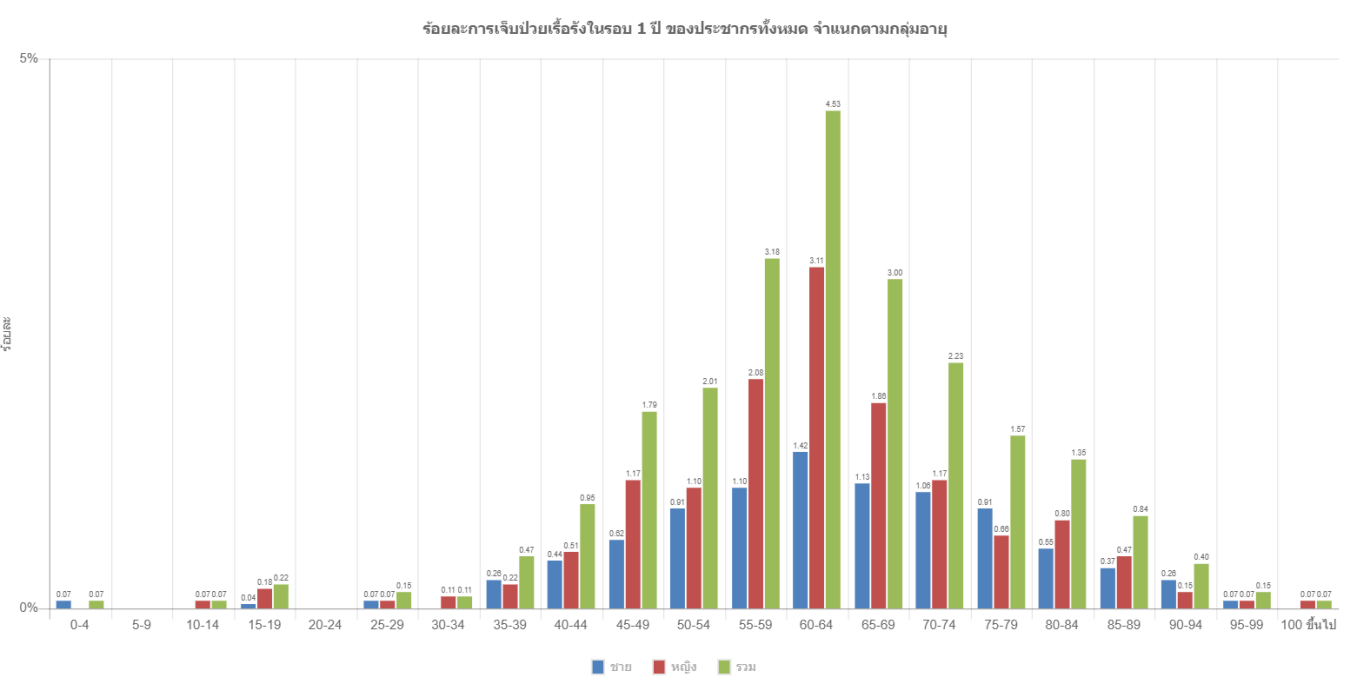 ร้อยละการเจ็บป่วยเรื้อรังในรอบ 1 ปี ของประชากรทั้งหมด จำแนกตามกลุ่มอายุ
5%
ร้อยละ
0%
0.07 0.07
0.07 0.07
0.04 0.18 0.22
0.07 0.07 0.15
0.11 0.11
0.26 0.22 0.47
0.44 0.51 0.95
0.62 1.17 1.79
0.91 1.10 2.01
1.10 2.08 3.18
1.42 3.11 4.53
1.13 1.86 3.00
1.06 1.17 2.23
0.91 0.66 1.57
0.55 0.80 1.35
0.37 0.47 0.84
0.26 0.15 0.40
0.07 0.07 0.15
0.07 0.07
0-4 5-9 10-14 15-19 20-24 25-29 30-34 35-39 40-44 45-49 50-54 55-59 60-64 65-69 70-74 75-79 80-84 85-89 90-94 95-99 100 ขึ้นไป
ชาย หญิง รวม